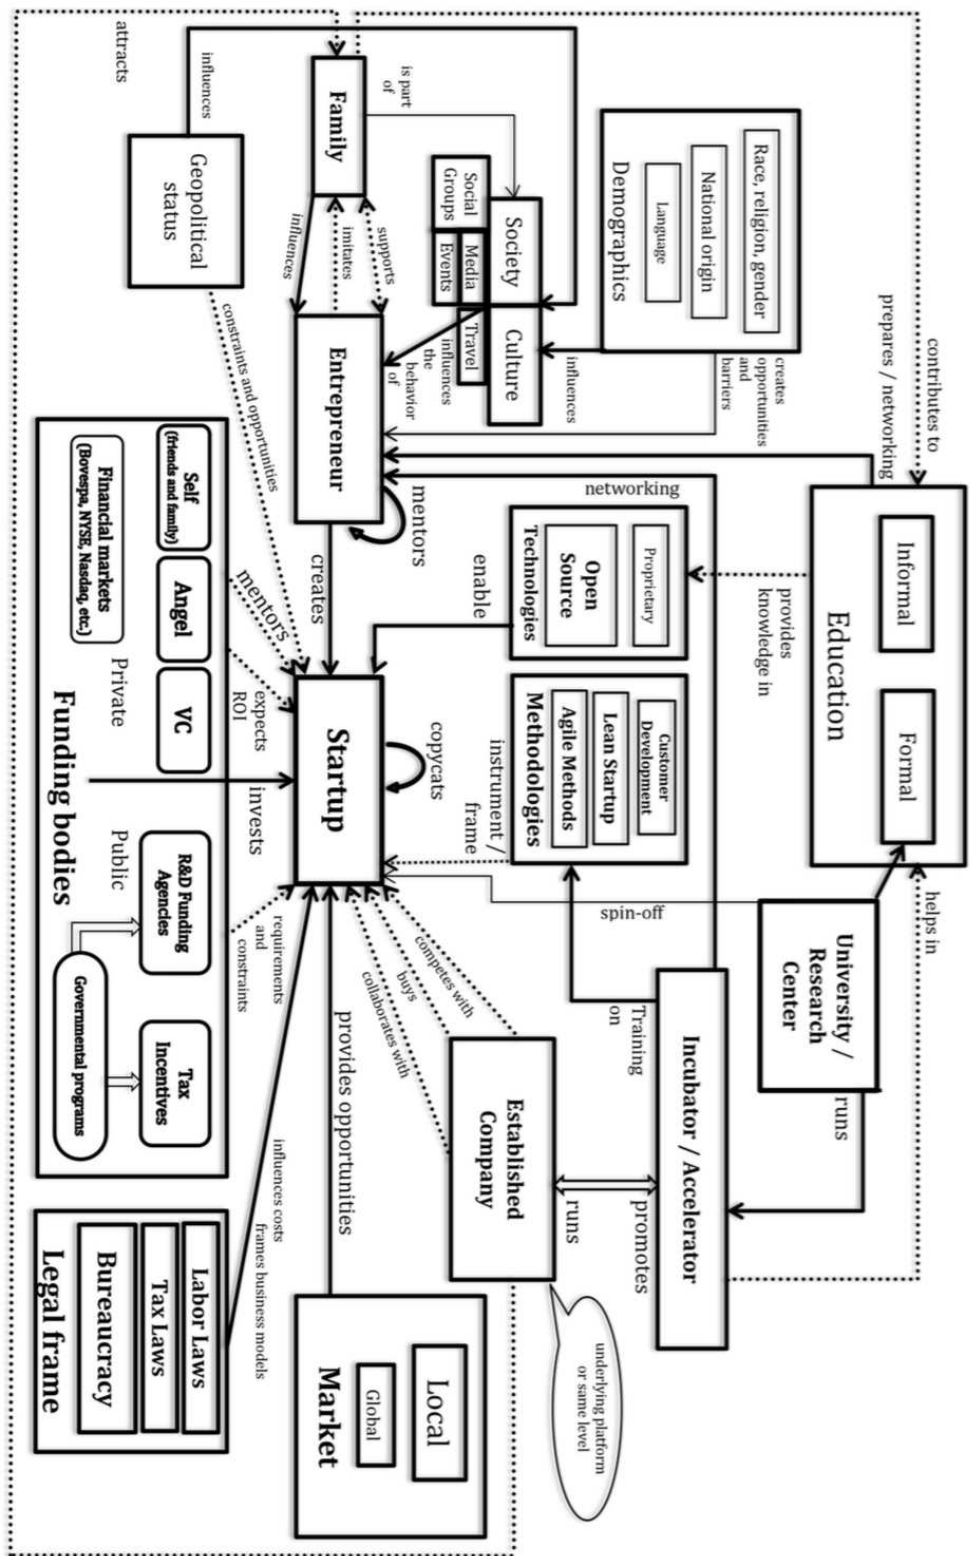 contributes to
prepares / networking
Informal
Formal
Education
helps in
Race, religion, gender
National origin
Language
Demographics
creates
opportunities
and
barriers
influences
provides
knowledge in
University /
Research
Center
runs
spin-off
networking
Proprietary
Open
Source
Technologies
enable
Customer
Development
Lean Startup
Agile Methods
Methodologies
instrument /
frame
Training
on
Incubator / Accelerator
promotes
runs
underlying platform
or same level
Established
Company
competes with
buys
collaborates with
is part
of
Society
Culture
Social
Groups
Media
Events
Travel
influences
the
behavior
of
Family
supports
imitates
influences
Entrepreneur
mentors
creates
Startup
copycats
provides opportunities
Local
Global
Market
attracts
influences
Geopolitical
status
constraints and opportunities
mentors
expects
ROI
invests
requirements
and
constraints
influences costs
frames business models
Self
(friends and family)
Angel
VC
Financial markets
(Bovespa, NYSE, Nasdaq, etc.)
Private
Public
R&D Funding
Agencies
Tax
Incentives
Governmental programs
Funding bodies
Labor Laws
Tax Laws
Bureaucracy
Legal frame